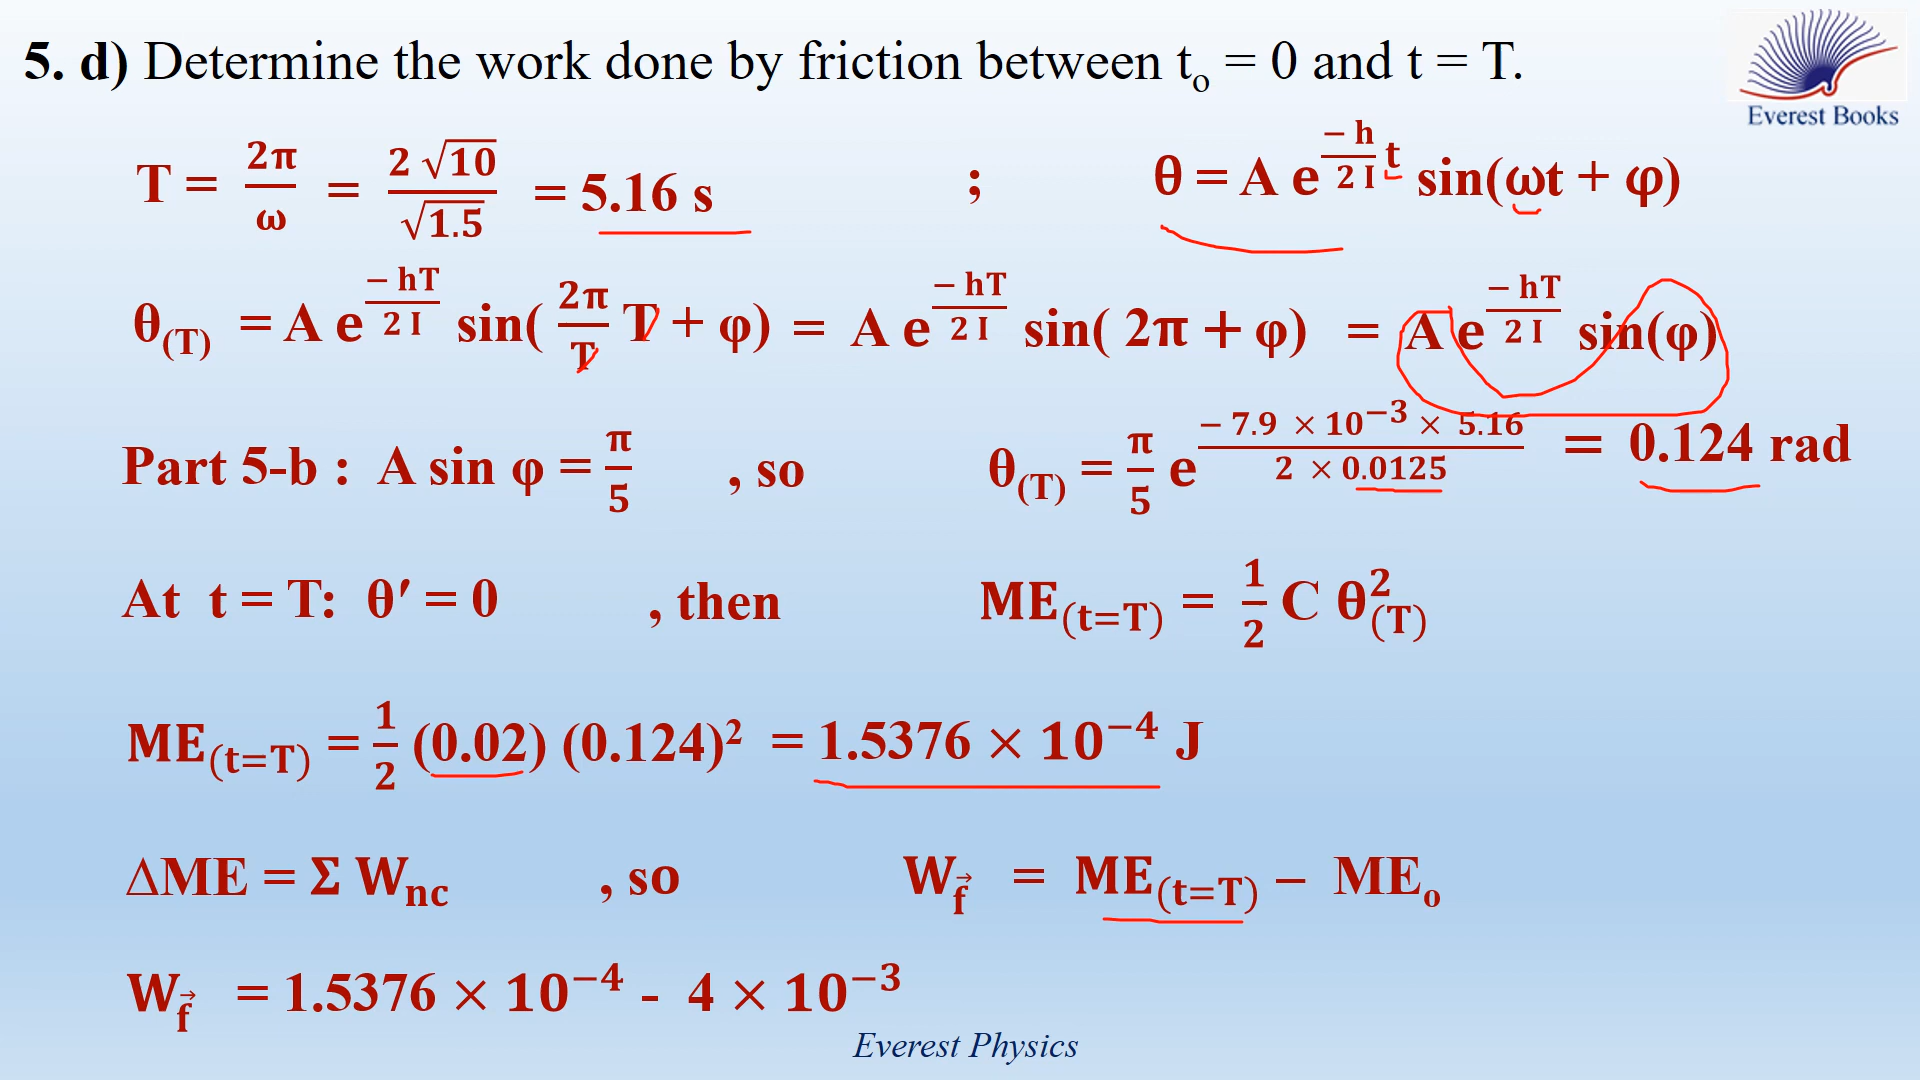 5. d) Determine the work done by friction between tₒ = 0 and t = T.
Everest Books
T = 2π/ω = 2√10/√1.5 = 5.16 s ; θ = A e^(−h/2I t) sin(ωt + φ)
θ(T) = A e^(−hT/2I) sin(2π/T T + φ) = A e^(−hT/2I) sin(2π + φ) = A e^(−hT/2I) sin(φ)
Part 5-b : A sin φ = π/5 , so θ(T) = π/5 e^(−7.9 × 10⁻³ × 5.16 / 2 × 0.0125) = 0.124 rad
At t = T: θ′ = 0 , then ME(t=T) = 1/2 C θ²(T)
ME(t=T) = 1/2 (0.02) (0.124)² = 1.5376 × 10⁻⁴ J
∆ME = Σ Wnc , so Wf⃗ = ME(t=T) − MEₒ
Wf⃗ = 1.5376 × 10⁻⁴ - 4 × 10⁻³
Everest Physics